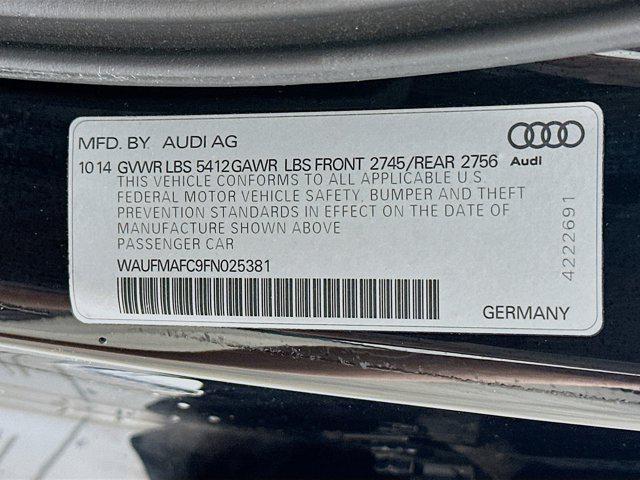 MFD. BY AUDI AG
10 14 GVWR LBS 5412 GAWR LBS FRONT 2745/REAR 2756
Audi
THIS VEHICLE CONFORMS TO ALL APPLICABLE U.S.
FEDERAL MOTOR VEHICLE SAFETY, BUMPER AND THEFT
PREVENTION STANDARDS IN EFFECT ON THE DATE OF
MANUFACTURE SHOWN ABOVE
PASSENGER CAR
WAUFMAFC9FN025381
GERMANY
4222691